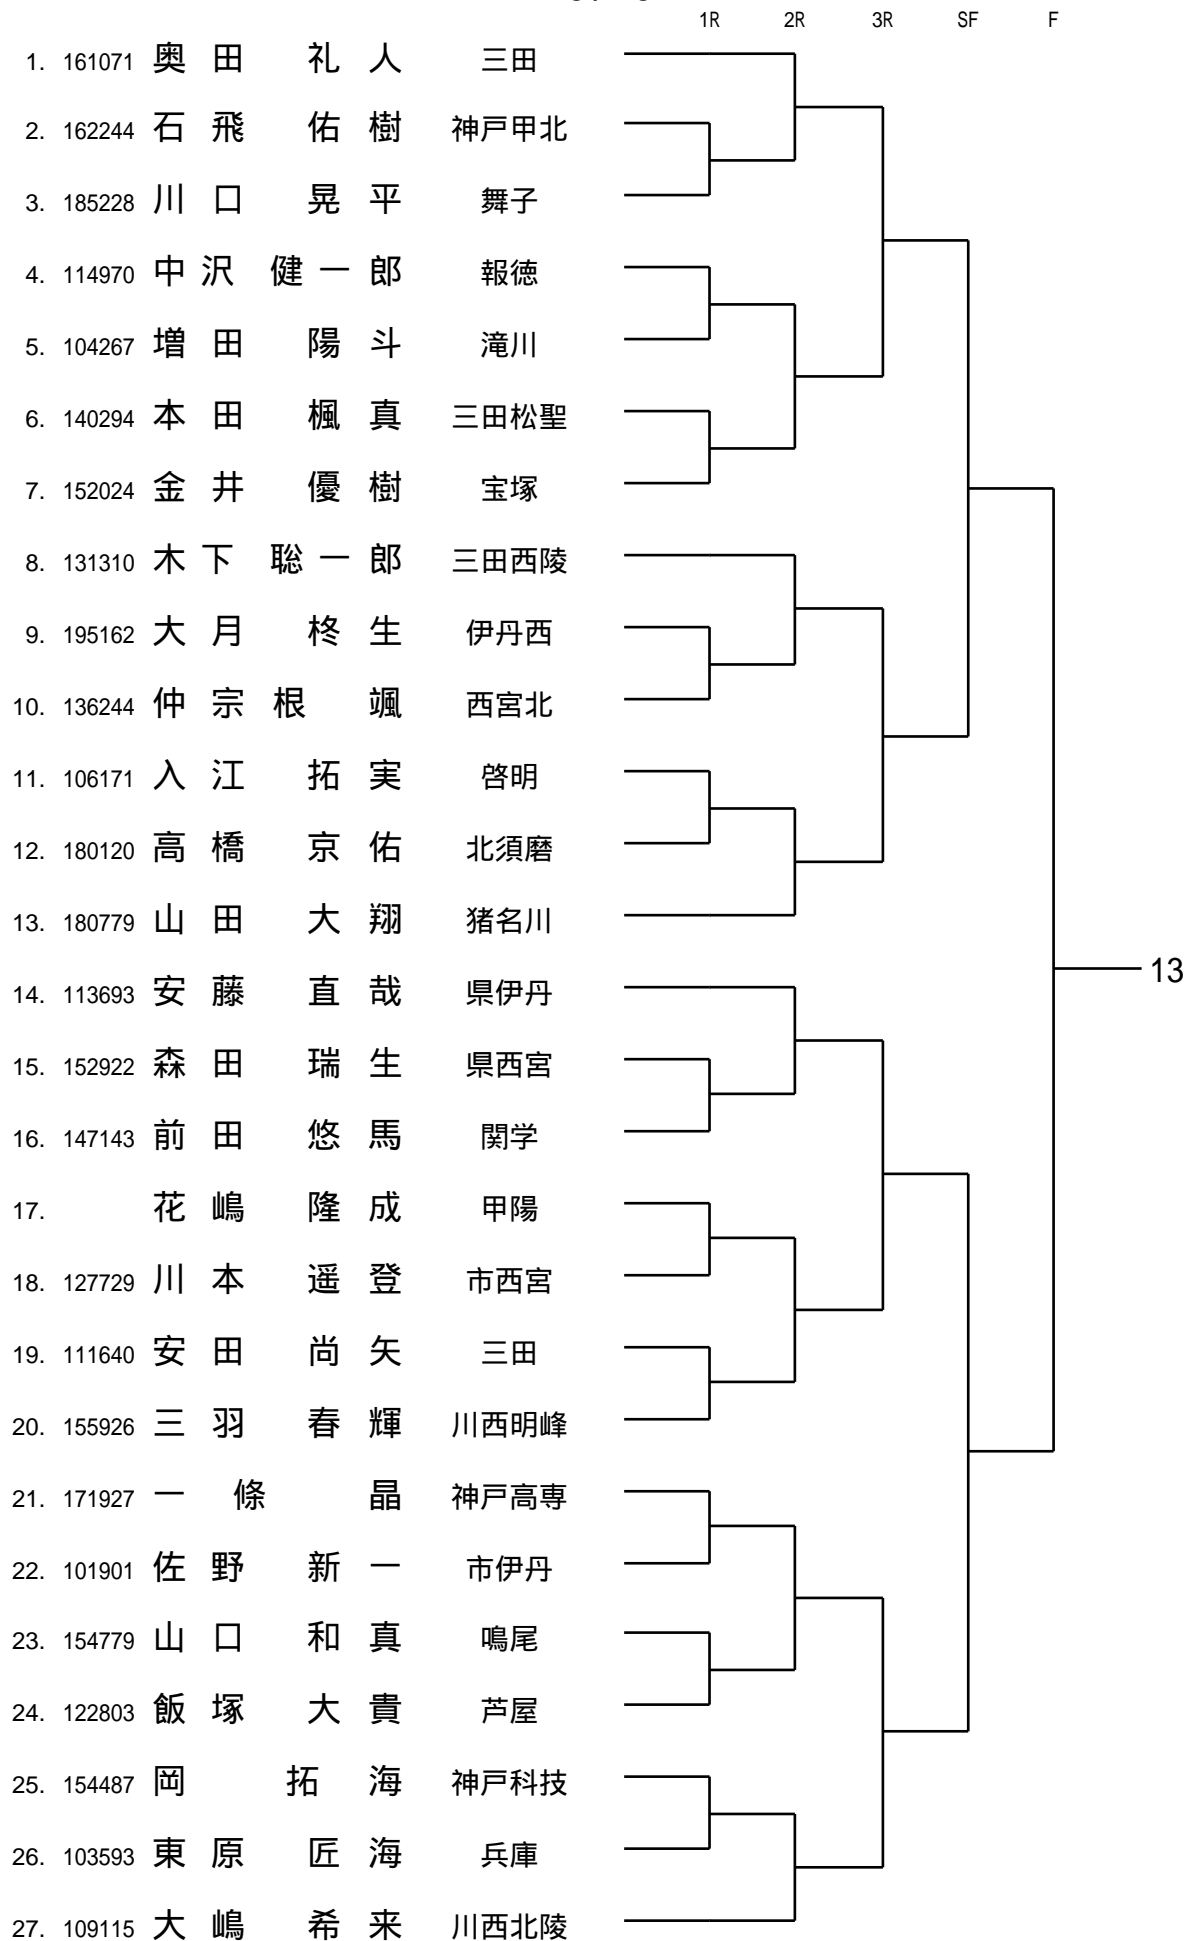 1R 2R 3R SF F
1. 161071 奥田 礼人 三田
2. 162244 石飛 佑樹 神戸甲北
3. 185228 川口 晃平 舞子
4. 114970 中沢 健一郎 報徳
5. 104267 増田 陽斗 滝川
6. 140294 本田 楓真 三田松聖
7. 152024 金井 優樹 宝塚
8. 131310 木下 聡一郎 三田西陵
9. 195162 大月 柊生 伊丹西
10. 136244 仲宗根 颯 西宮北
11. 106171 入江 拓実 啓明
12. 180120 高橋 京佑 北須磨
13. 180779 山田 大翔 猪名川
13
14. 113693 安藤 直哉 県伊丹
15. 152922 森田 瑞生 県西宮
16. 147143 前田 悠馬 関学
17. 花嶋 隆成 甲陽
18. 127729 川本 遥登 市西宮
19. 111640 安田 尚矢 三田
20. 155926 三羽 春輝 川西明峰
21. 171927 一條 晶 神戸高専
22. 101901 佐野 新一 市伊丹
23. 154779 山口 和真 鳴尾
24. 122803 飯塚 大貴 芦屋
25. 154487 岡 拓海 神戸科技
26. 103593 東原 匠海 兵庫
27. 109115 大嶋 希来 川西北陵